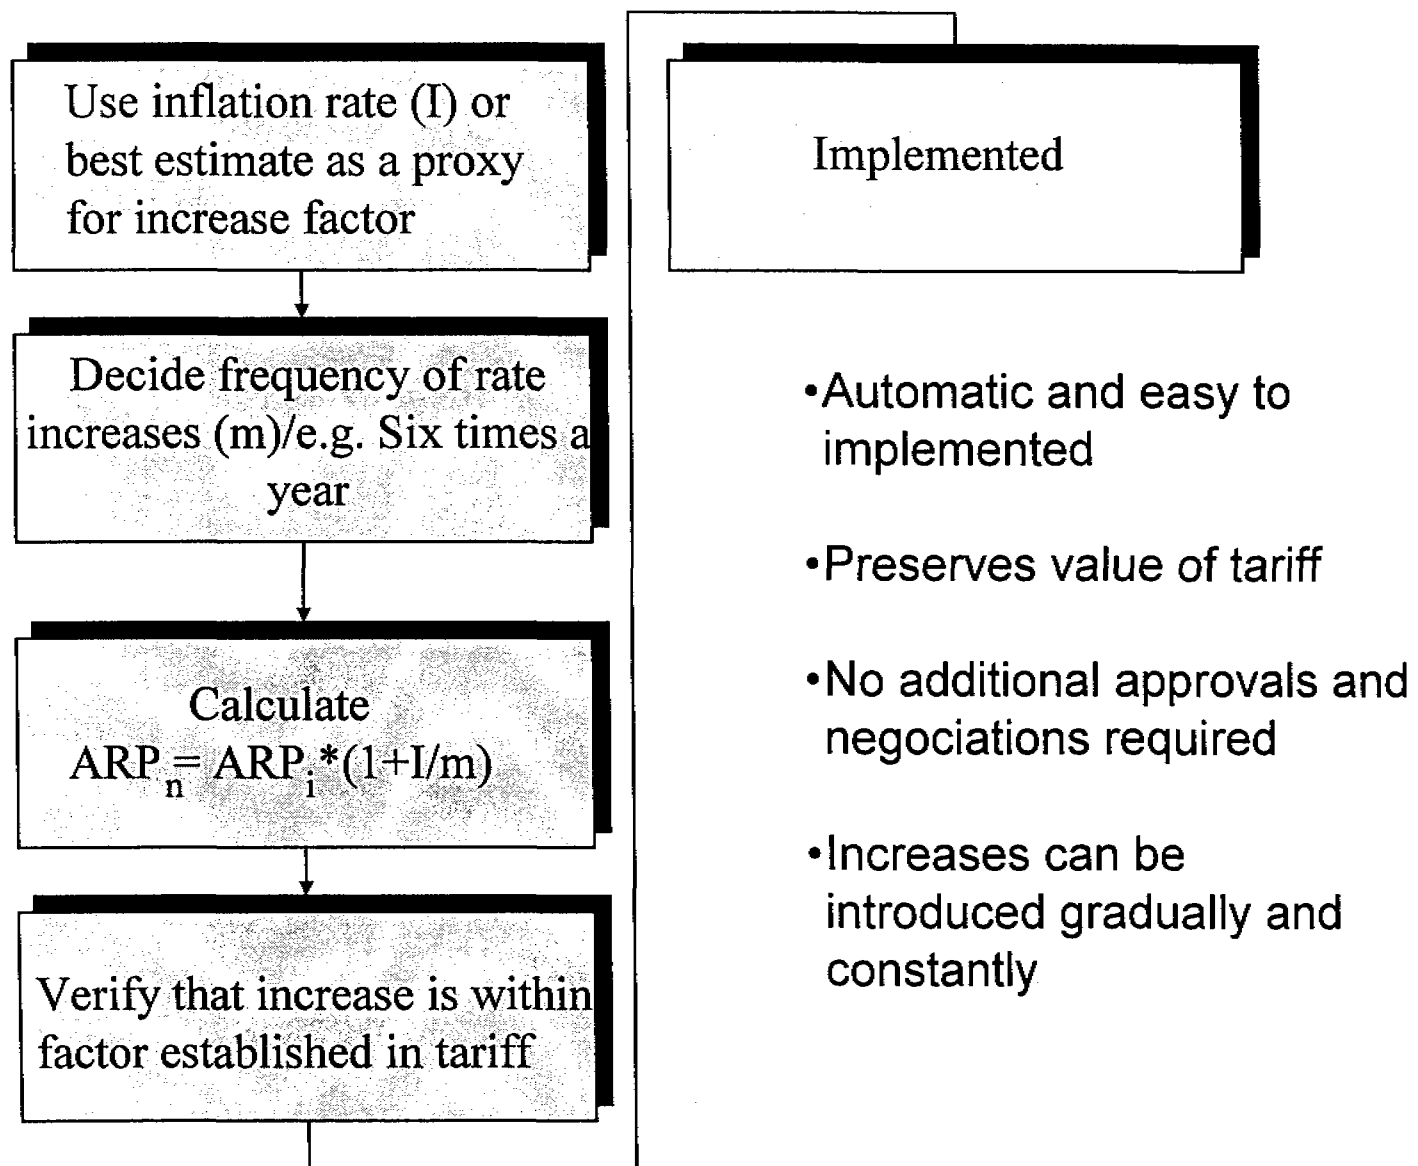 Use inflation rate (I) or
best estimate as a proxy
for increase factor
Decide frequency of rate
increases (m)/e.g. Six times a
year
Calculate
ARPn= ARPi*(1+I/m)
Verify that increase is within
factor established in tariff
Implemented
•Automatic and easy to
implemented
•Preserves value of tariff
•No additional approvals and
negociations required
•Increases can be
introduced gradually and
constantly